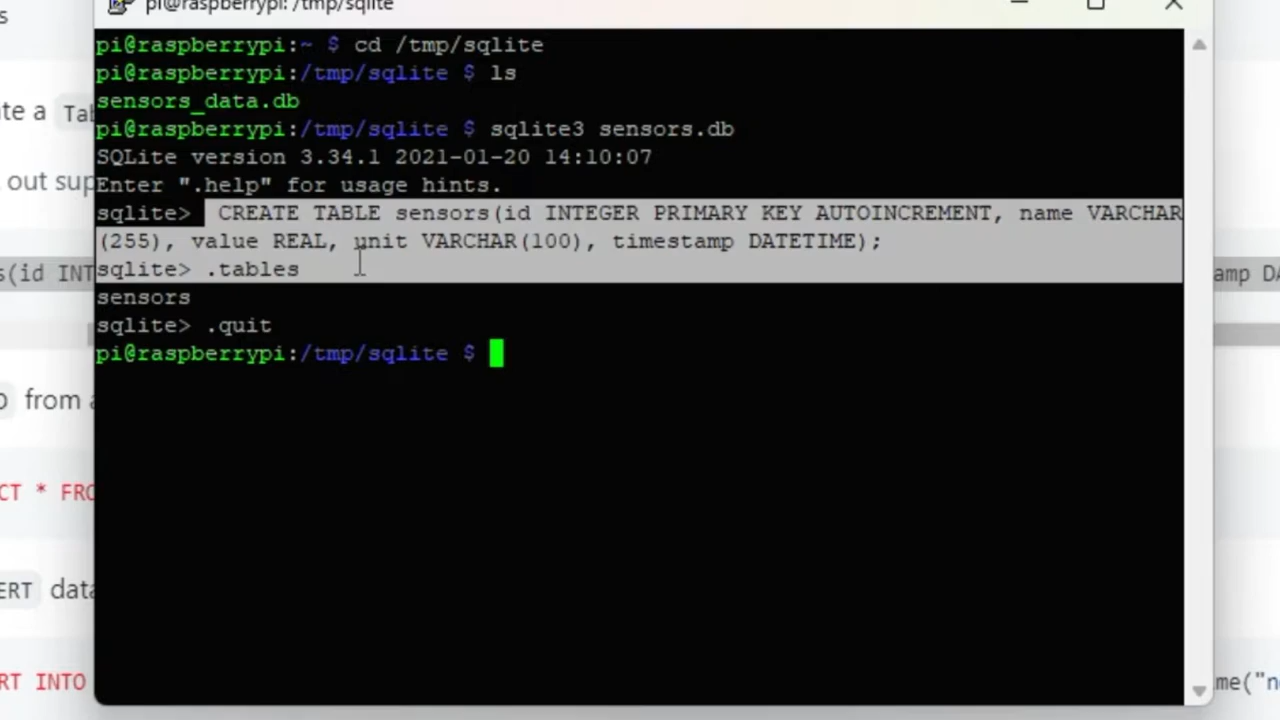 pi@raspberrypi: /tmp/sqlite
pi@raspberrypi:~ $ cd /tmp/sqlite
pi@raspberrypi:/tmp/sqlite $ ls
sensors_data.db
pi@raspberrypi:/tmp/sqlite $ sqlite3 sensors.db
SQLite version 3.34.1 2021-01-20 14:10:07
Enter ".help" for usage hints.
sqlite> CREATE TABLE sensors(id INTEGER PRIMARY KEY AUTOINCREMENT, name VARCHAR
(255), value REAL, unit VARCHAR(100), timestamp DATETIME);
sqlite> .tables
sensors
sqlite> .quit
pi@raspberrypi:/tmp/sqlite $
s
te a Tab
out sup
s(id INT
amp DA
from a
CT * FRO
ERT data
RT INTO
me("n